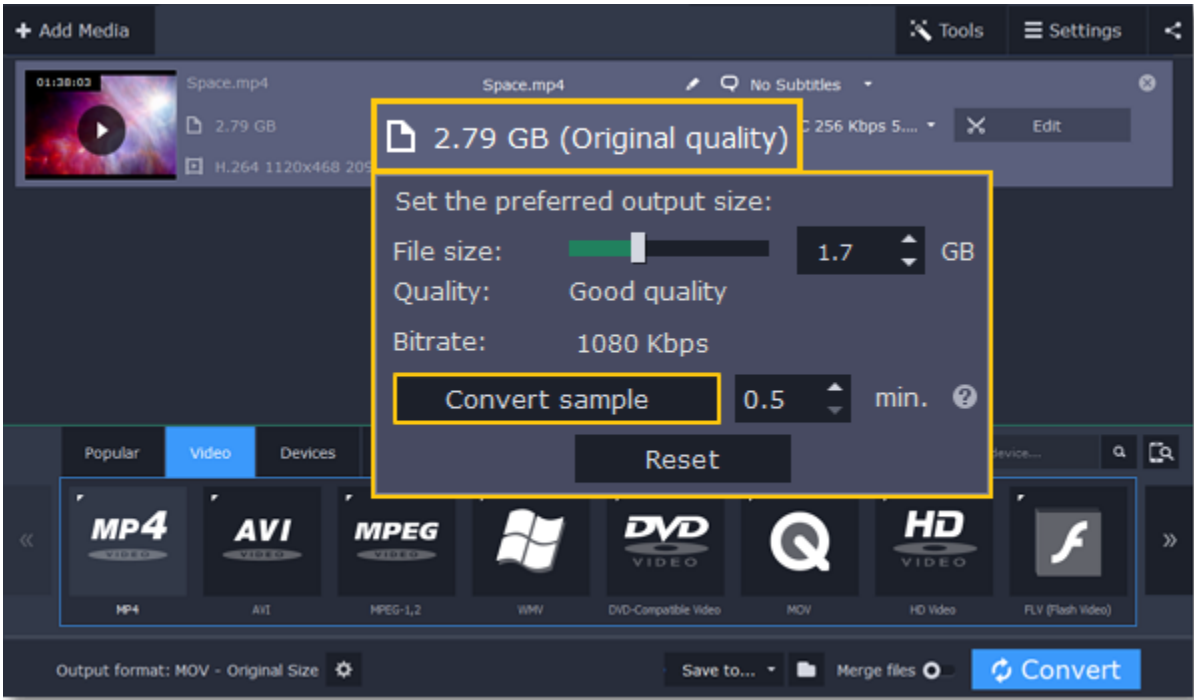 Add Media
Tools
Settings
01:38:03
Space.mp4
Space.mp4
No Subtitles
2.79 GB
2.79 GB (Original quality)
C 256 Kbps 5....
Edit
H.264 1120x468 209
Set the preferred output size:
File size:
1.7
GB
Quality:
Good quality
Bitrate:
1080 Kbps
Convert sample
0.5
min.
?
Reset
Popular
Video
Devices
device...
MP4
VIDEO
AVI
VIDEO
MPEG
VIDEO
DVD
VIDEO
HD
VIDEO
MP4
AVI
MPEG-1,2
WMV
DVD-Compatible Video
MOV
HD Video
FLV (Flash Video)
Output format: MOV - Original Size
Save to...
Merge files
Convert